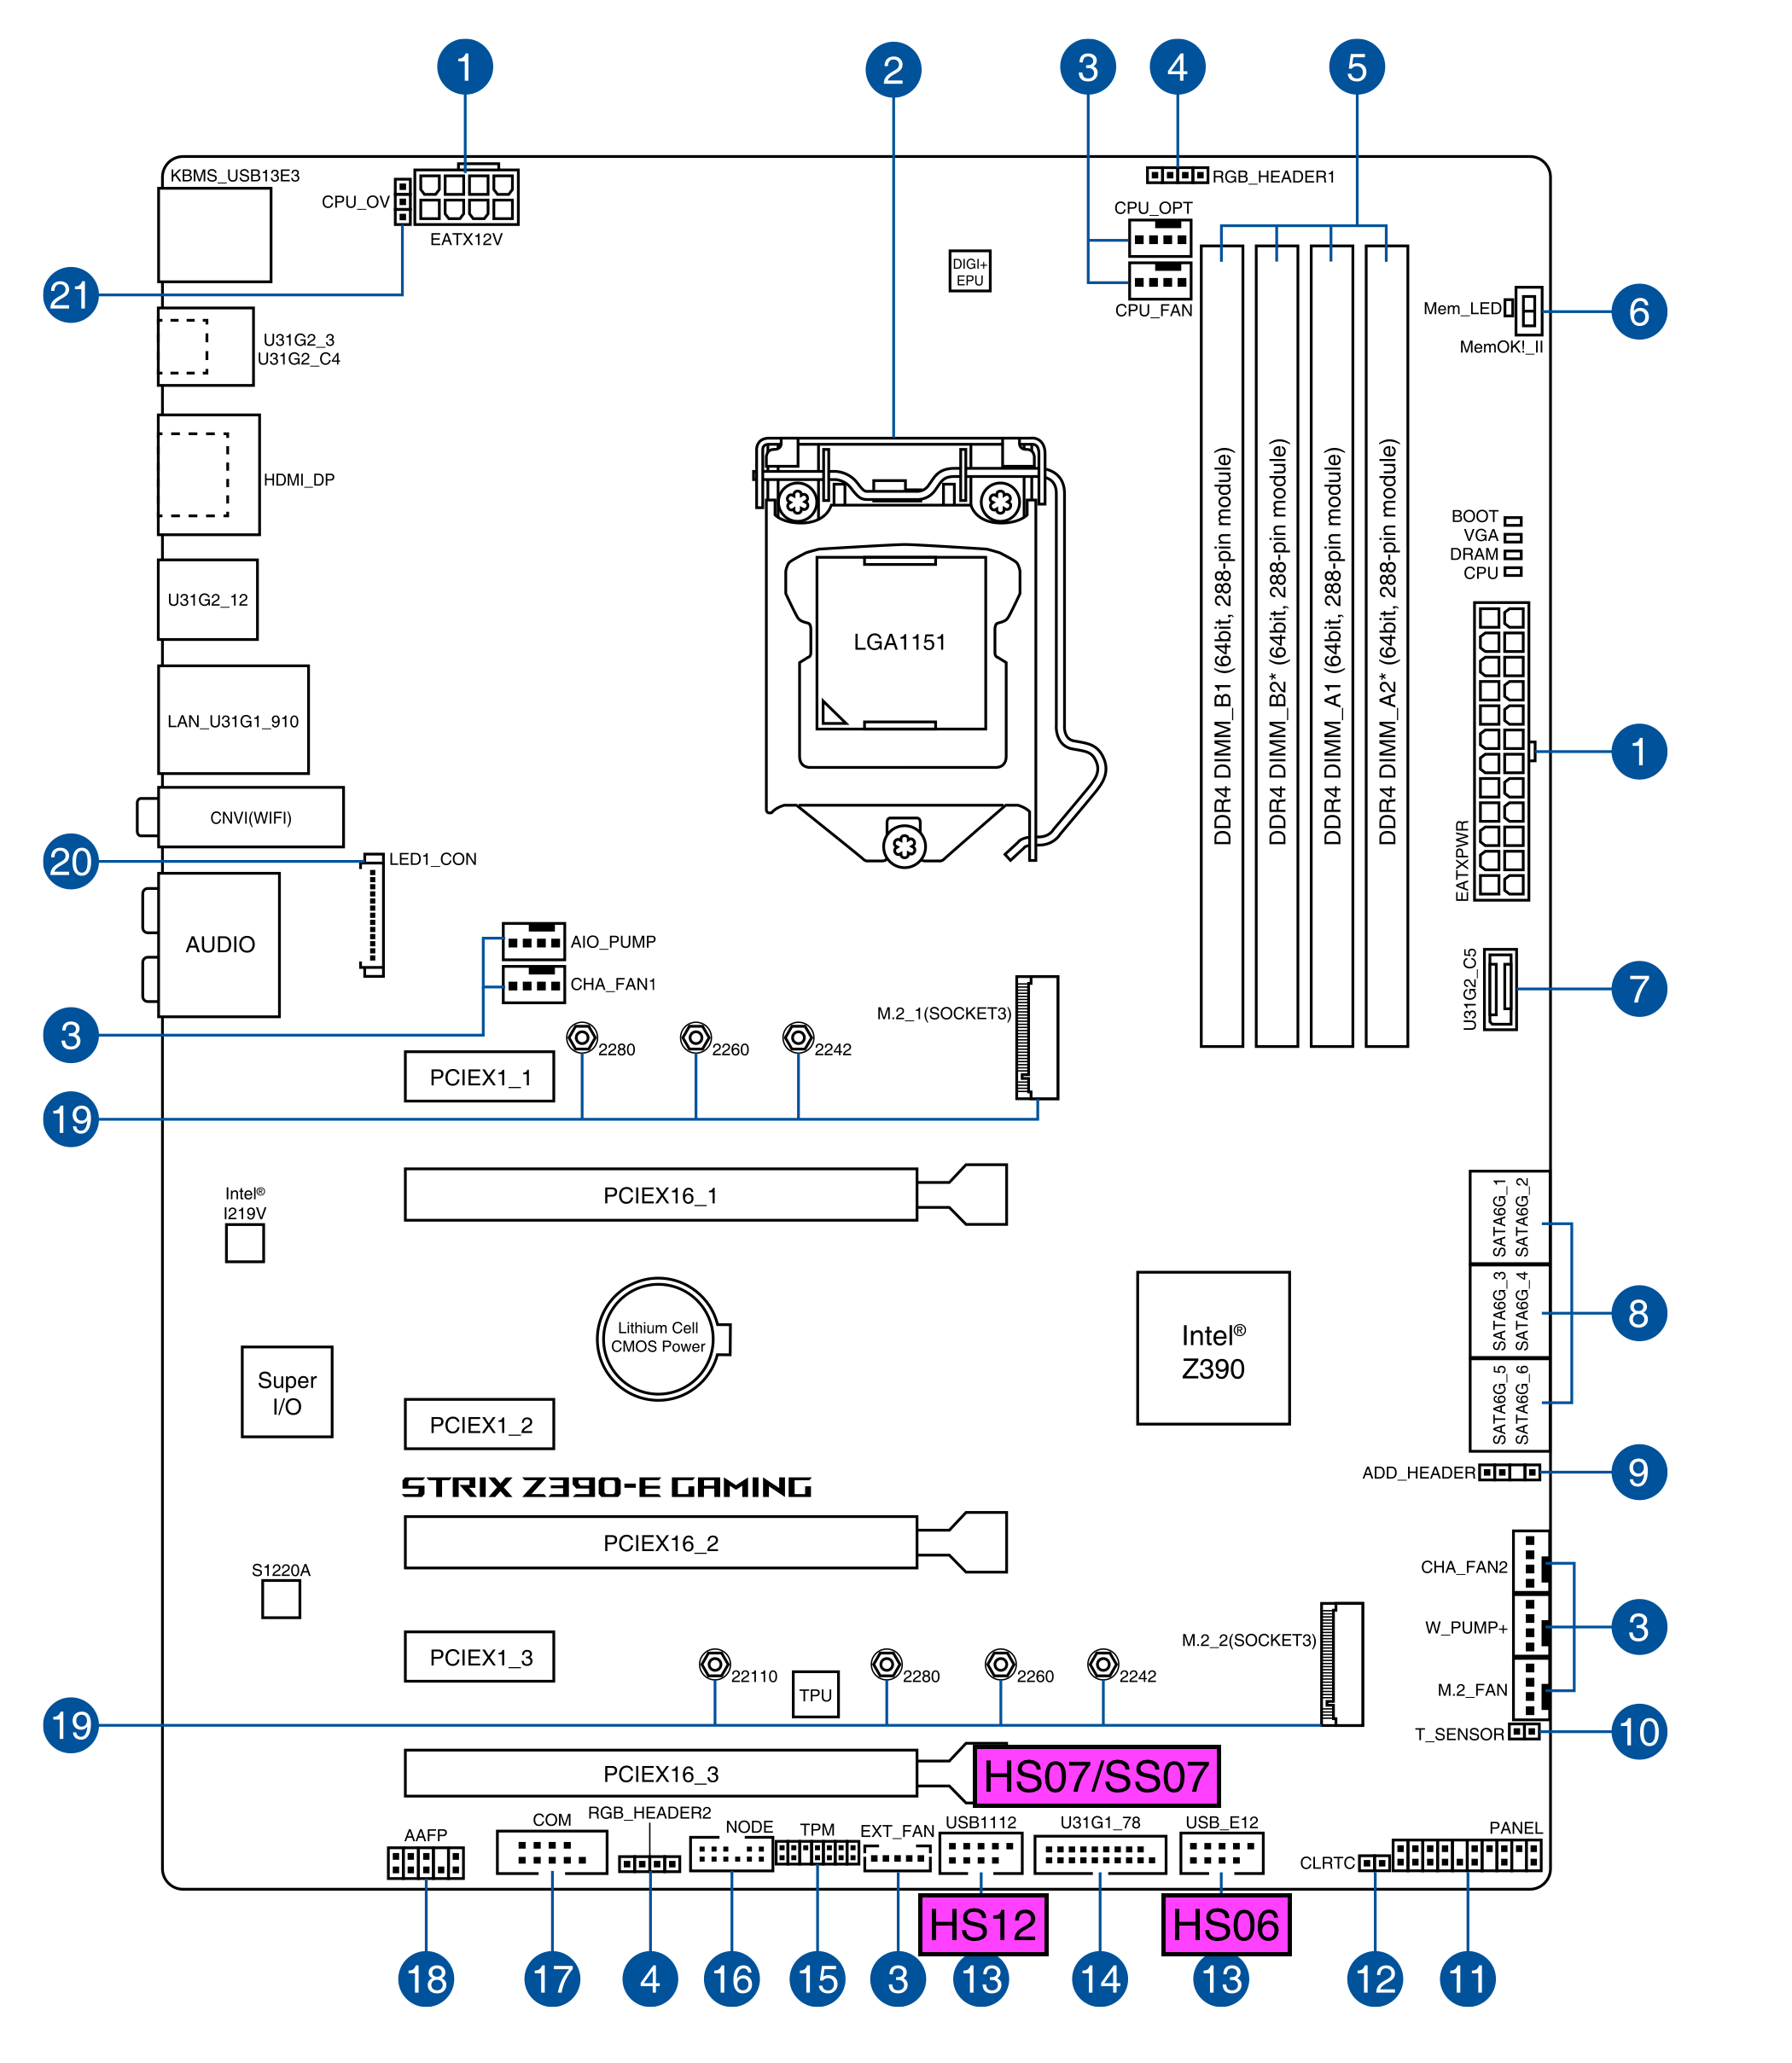 1
2
3
4
5
KBMS_USB13E3
CPU_OV
EATX12V
RGB_HEADER1
CPU_OPT
21
DIGI+
EPU
CPU_FAN
Mem_LED
6
MemOK!_II
U31G2_3
U31G2_C4
HDMI_DP
U31G2_12
LAN_U31G1_910
CNVI(WIFI)
20
LED1_CON
AUDIO
LGA1151
DDR4 DIMM_B1 (64bit, 288-pin module)
DDR4 DIMM_B2* (64bit, 288-pin module)
DDR4 DIMM_A1 (64bit, 288-pin module)
DDR4 DIMM_A2* (64bit, 288-pin module)
BOOT
VGA
DRAM
CPU
1
EATXPWR
U31G2_C5
7
AIO_PUMP
CHA_FAN1
3
M.2_1(SOCKET3)
2280
2260
2242
PCIEX1_1
19
PCIEX16_1
Intel®
I219V
SATA6G_1
SATA6G_2
SATA6G_3
SATA6G_4
SATA6G_5
SATA6G_6
8
Lithium Cell
CMOS Power
Intel®
Z390
Super
I/O
PCIEX1_2
ADD_HEADER
9
STRIX Z390-E GAMING
PCIEX16_2
S1220A
CHA_FAN2
W_PUMP+
3
M.2_FAN
PCIEX1_3
M.2_2(SOCKET3)
22110
TPU
2280
2260
2242
19
T_SENSOR
10
PCIEX16_3
HS07/SS07
AAFP
COM
RGB_HEADER2
NODE
TPM
EXT_FAN
USB1112
U31G1_78
USB_E12
CLRTC
PANEL
HS12
HS06
18
17
4
16
15
3
13
14
13
12
11